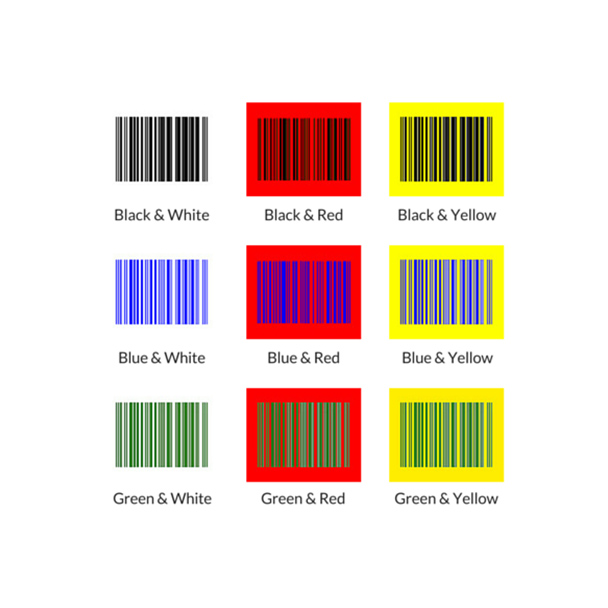 Black & White
Black & Red
Black & Yellow
Blue & White
Blue & Red
Blue & Yellow
Green & White
Green & Red
Green & Yellow